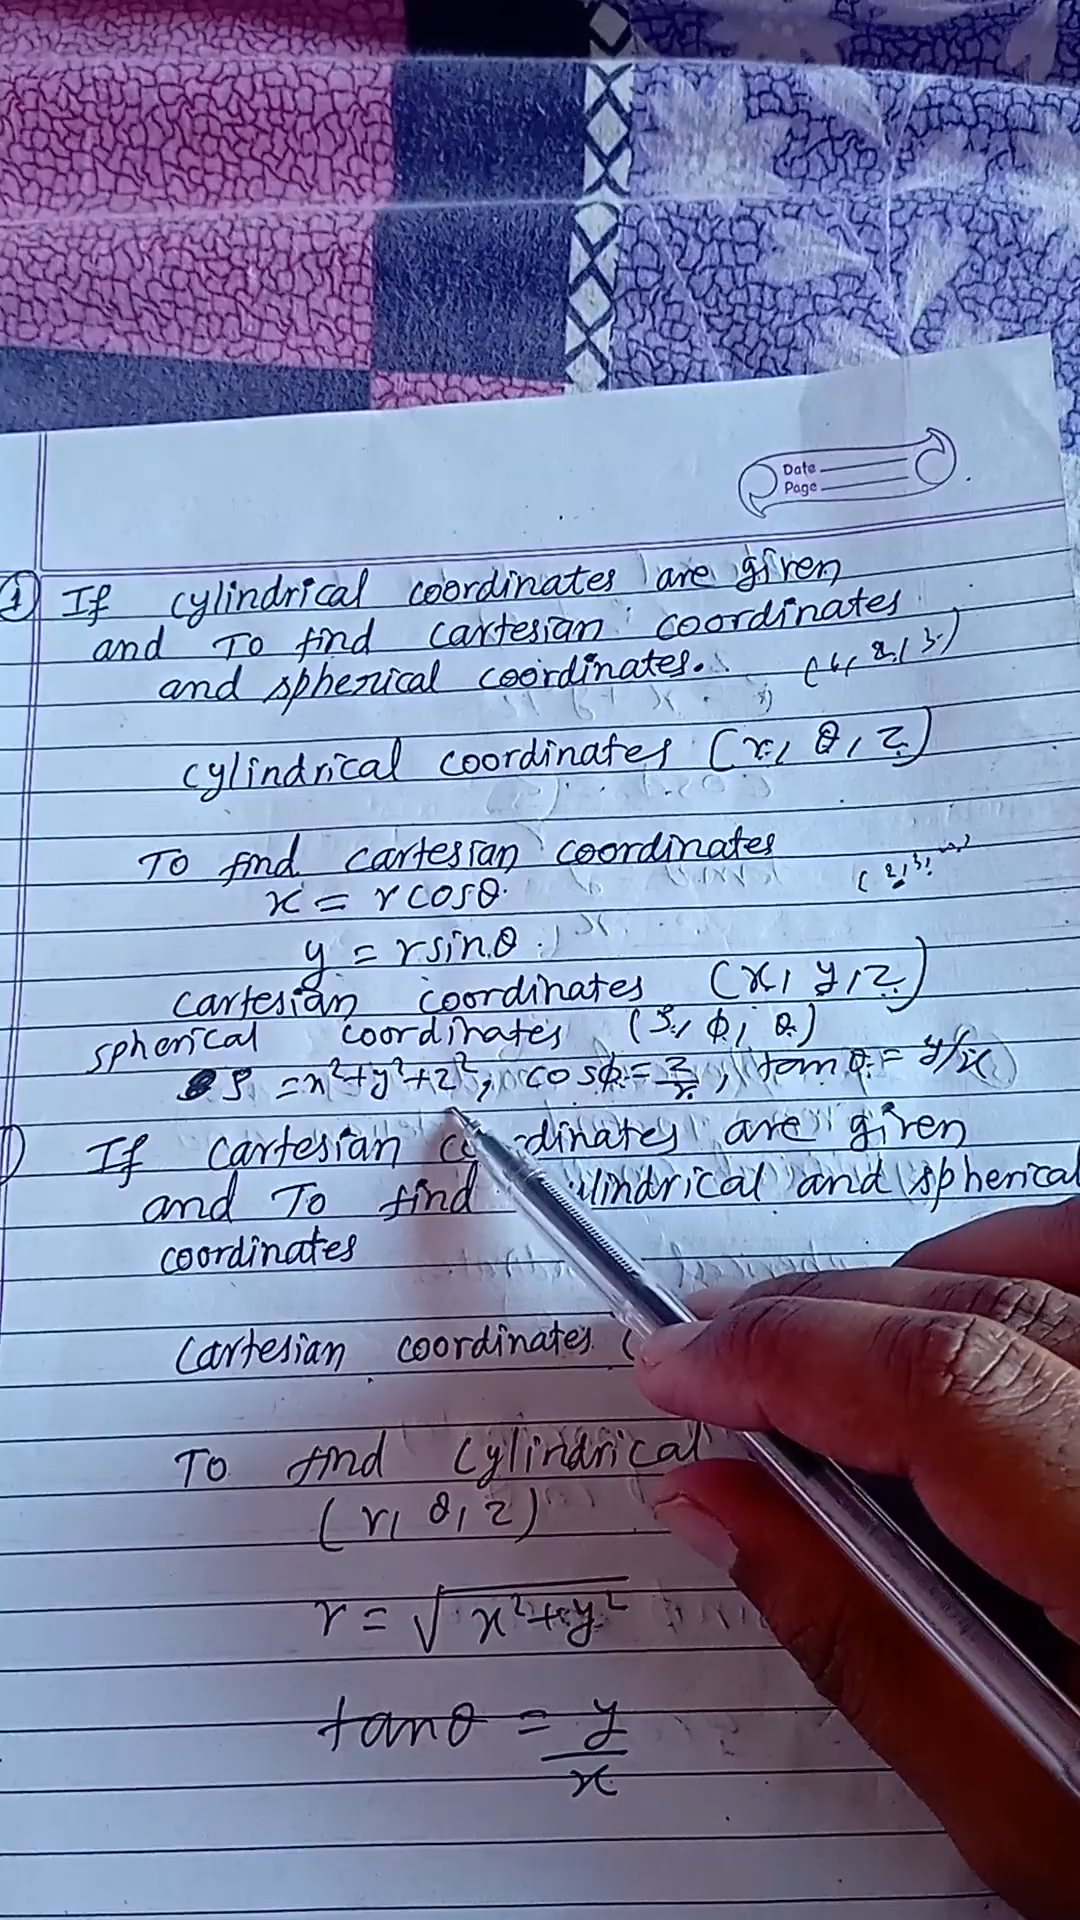 Date
Page
1 If cylindrical coordinates are given
and To find cartesian coordinates
and spherical coordinates.
cylindrical coordinates (r, θ, z)
To find cartesian coordinates
x = r cosθ
y = r sinθ
cartesian coordinates (x, y, z)
spherical coordinates (ρ, φ, θ)
ρ = x²+y²+z², cosφ = z/r, tanθ = y/x
If cartesian dinates are given
and To find lindrical and spherical
coordinates
cartesian coordinates (
To find cylindrical
(r, θ, z)
r = √x²+y²
tanθ = y/x